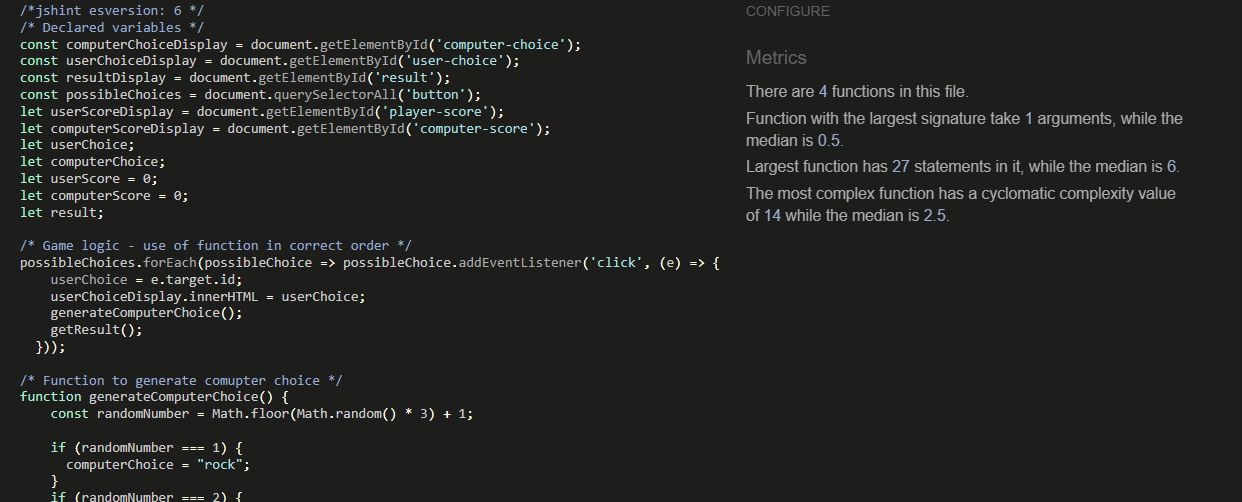 /*jshint esversion: 6 */
/* Declared variables */
const computerChoiceDisplay = document.getElementById('computer-choice');
const userChoiceDisplay = document.getElementById('user-choice');
const resultDisplay = document.getElementById('result');
const possibleChoices = document.querySelectorAll('button');
let userScoreDisplay = document.getElementById('player-score');
let computerScoreDisplay = document.getElementById('computer-score');
let userChoice;
let computerChoice;
let userScore = 0;
let computerScore = 0;
let result;

/* Game logic - use of function in correct order */
possibleChoices.forEach(possibleChoice => possibleChoice.addEventListener('click', (e) => {
    userChoice = e.target.id;
    userChoiceDisplay.innerHTML = userChoice;
    generateComputerChoice();
    getResult();
  }));

/* Function to generate comupter choice */
function generateComputerChoice() {
    const randomNumber = Math.floor(Math.random() * 3) + 1;

    if (randomNumber === 1) {
      computerChoice = "rock";
    }
    if (randomNumber === 2) {
CONFIGURE
Metrics
There are 4 functions in this file.
Function with the largest signature take 1 arguments, while the
median is 0.5.
Largest function has 27 statements in it, while the median is 6.
The most complex function has a cyclomatic complexity value
of 14 while the median is 2.5.